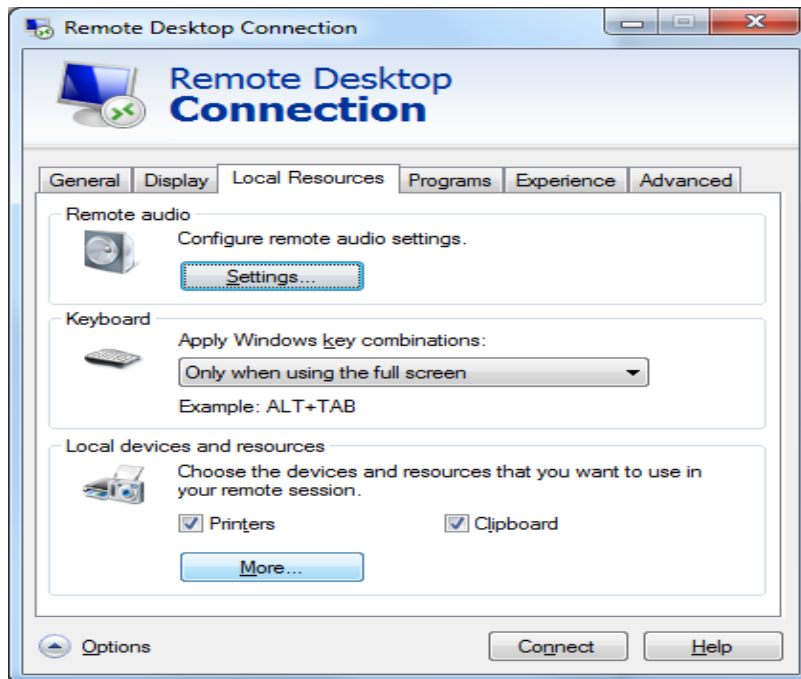 Remote Desktop Connection
Remote Desktop
Connection
General Display Local Resources Programs Experience Advanced
Remote audio
Configure remote audio settings.
Settings...
Keyboard
Apply Windows key combinations:
Only when using the full screen
Example: ALT+TAB
Local devices and resources
Choose the devices and resources that you want to use in
your remote session.
Printers Clipboard
More...
Options Connect Help